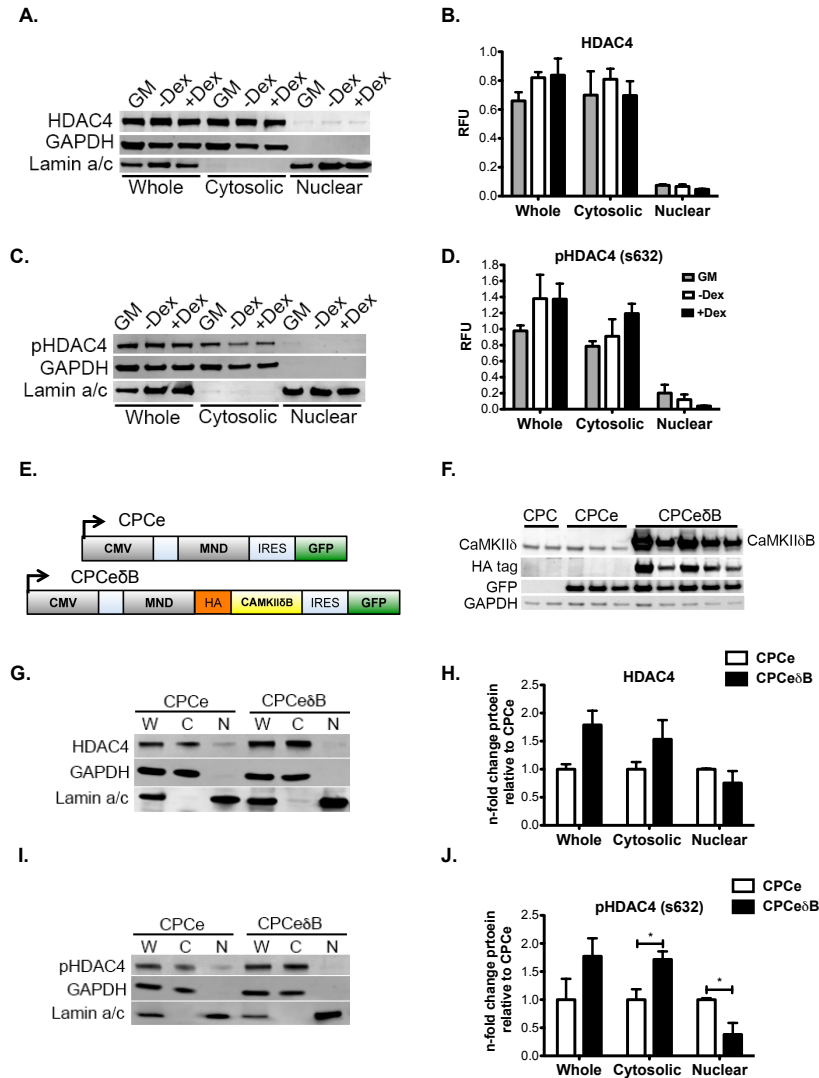 A.
GM -Dex +Dex GM -Dex +Dex GM -Dex +Dex
HDAC4
GAPDH
Lamin a/c
Whole Cytosolic Nuclear
B.
HDAC4
RFU
1.0
0.8
0.6
0.4
0.2
0.0
Whole Cytosolic Nuclear
C.
GM -Dex +Dex GM -Dex +Dex GM -Dex +Dex
pHDAC4
GAPDH
Lamin a/c
Whole Cytosolic Nuclear
D.
pHDAC4 (s632)
RFU
1.8
1.6
1.4
1.2
1.0
0.8
0.6
0.4
0.2
0.0
GM
-Dex
+Dex
Whole Cytosolic Nuclear
E.
CPCe
CMV MND IRES GFP
CPCeδB
CMV MND HA CAMKIIδB IRES GFP
F.
CPC CPCe CPCeδB
CaMKIIδ CaMKIIδB
HA tag
GFP
GAPDH
G.
CPCe CPCeδB
W C N W C N
HDAC4
GAPDH
Lamin a/c
H.
CPCe
CPCeδB
HDAC4
n-fold change prtoein
relative to CPCe
2.5
2.0
1.5
1.0
0.5
0.0
Whole Cytosolic Nuclear
I.
CPCe CPCeδB
W C N W C N
pHDAC4
GAPDH
Lamin a/c
J.
CPCe
CPCeδB
pHDAC4 (s632)
n-fold change prtoein
relative to CPCe
2.5
2.0
1.5
1.0
0.5
0.0
* *
Whole Cytosolic Nuclear